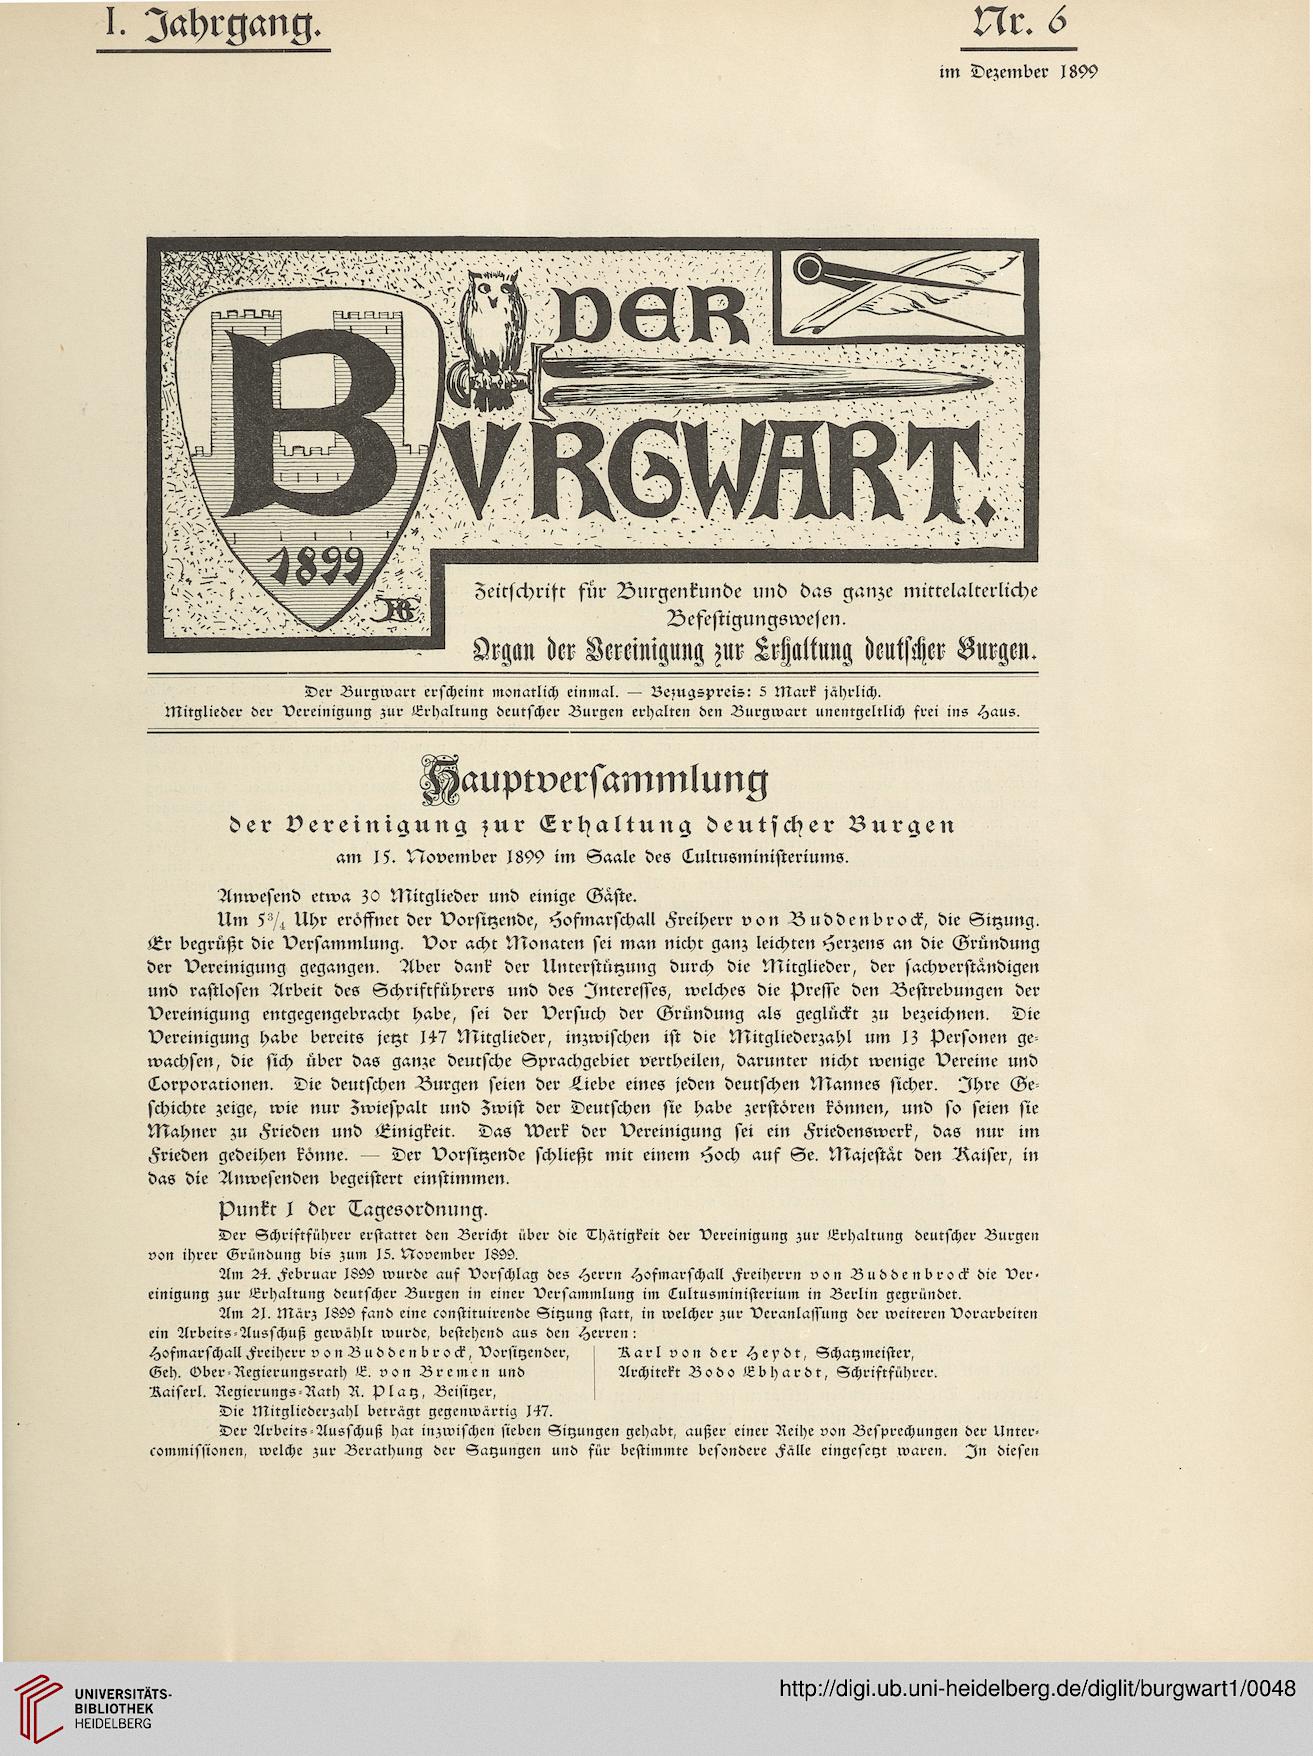 I. Jahrgang.
Nr. 6
im Dezember 1899
DER
BVRGWART.
1899
Zeitschrift für Burgenkunde und das ganze mittelalterliche
Befestigungswesen.
Organ der Vereinigung zur Erhaltung deutscher Burgen.
Der Burgwart erscheint monatlich einmal. — Bezugspreis: 5 Mark jährlich.
Mitglieder der Vereinigung zur Erhaltung deutscher Burgen erhalten den Burgwart unentgeltlich frei ins Haus.
Hauptversammlung
der Vereinigung zur Erhaltung deutscher Burgen
am 15. November 1899 im Saale des Cultusministeriums.
Anwesend etwa 30 Mitglieder und einige Gäste.
Um 5¾ Uhr eröffnet der Vorsitzende, Hofmarschall Freiherr von Buddenbrock, die Sitzung.
Er begrüßt die Versammlung. Vor acht Monaten sei man nicht ganz leichten Herzens an die Gründung
der Vereinigung gegangen. Aber dank der Unterstützung durch die Mitglieder, der sachverständigen
und rastlosen Arbeit des Schriftführers und des Interesses, welches die Presse den Bestrebungen der
Vereinigung entgegengebracht habe, sei der Versuch der Gründung als geglückt zu bezeichnen. Die
Vereinigung habe bereits jetzt 147 Mitglieder, inzwischen ist die Mitgliederzahl um 13 Personen ge-
wachsen, die sich über das ganze deutsche Sprachgebiet vertheilen, darunter nicht wenige Vereine und
Corporationen. Die deutschen Burgen seien der Liebe eines jeden deutschen Mannes sicher. Ihre Ge-
schichte zeige, wie nur Zwiespalt und Zwist der Deutschen sie habe zerstören können, und so seien sie
Mahner zu Frieden und Einigkeit. Das Werk der Vereinigung sei ein Friedenswerk, das nur im
Frieden gedeihen könne. — Der Vorsitzende schließt mit einem Hoch auf Se. Majestät den Kaiser, in
das die Anwesenden begeistert einstimmen.
Punkt 1 der Tagesordnung.
Der Schriftführer erstattet den Bericht über die Thätigkeit der Vereinigung zur Erhaltung deutscher Burgen
von ihrer Gründung bis zum 15. November 1899.
Am 24. Februar 1899 wurde auf Vorschlag des Herrn Hofmarschall Freiherrn von Buddenbrock die Ver-
einigung zur Erhaltung deutscher Burgen in einer Versammlung im Cultusministerium in Berlin gegründet.
Am 21. März 1899 fand eine constituirende Sitzung statt, in welcher zur Veranlassung der weiteren Vorarbeiten
ein Arbeits-Ausschuß gewählt wurde, bestehend aus den Herren:
Hofmarschall Freiherr von Buddenbrock, Vorsitzender,
Geh. Ober-Regierungsrath E. von Bremen und
Kaiserl. Regierungs-Rath R. Platz, Beisitzer,
Karl von der Heydt, Schatzmeister,
Architekt Bodo Ebhardt, Schriftführer.
Die Mitgliederzahl beträgt gegenwärtig 147.
Der Arbeits-Ausschuß hat inzwischen sieben Sitzungen gehabt, außer einer Reihe von Besprechungen der Unter-
commissionen, welche zur Berathung der Satzungen und für bestimmte besondere Fälle eingesetzt waren. In diesen
UNIVERSITÄTS-
BIBLIOTHEK
HEIDELBERG
http://digi.ub.uni-heidelberg.de/diglit/burgwart1/0048